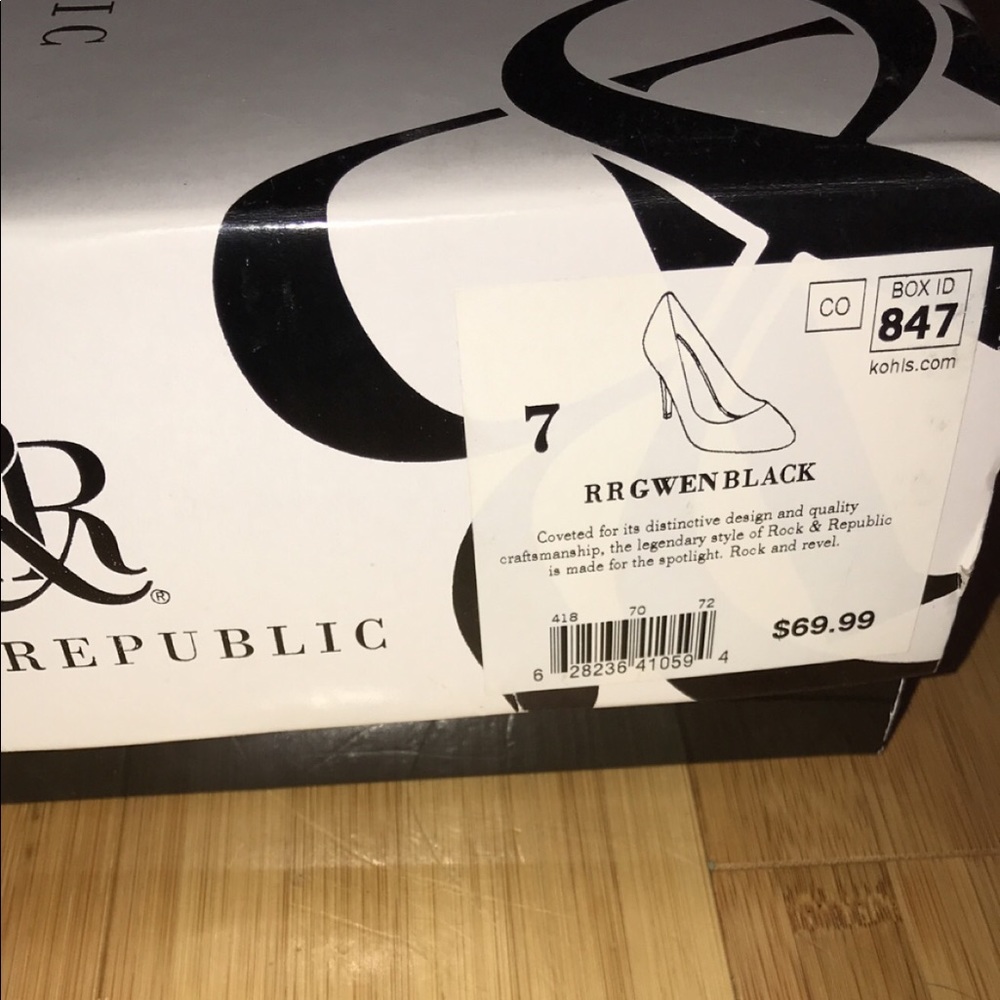 IC
R
®
REPUBLIC
CO
BOX ID
847
kohls.com
7
RRGWENBLACK
Coveted for its distinctive design and quality
craftsmanship, the legendary style of Rock & Republic
is made for the spotlight. Rock and revel.
418 70 72
6 28236 41059 4
$69.99